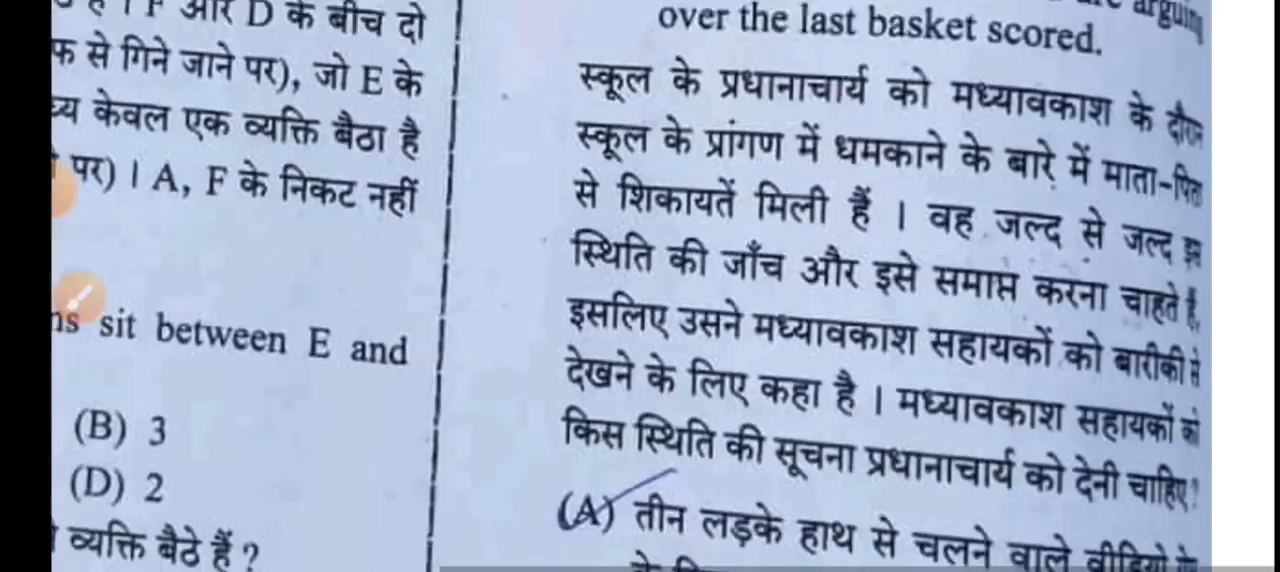 और D के बीच दो
से गिने जाने पर), जो E के
केवल एक व्यक्ति बैठा है
पर) । A, F के निकट नहीं
sit between E and
(B) 3
(D) 2
व्यक्ति बैठे हैं ?
over the last basket scored.
स्कूल के प्रधानाचार्य को मध्यावकाश के
स्कूल के प्रांगण में धमकाने के बारे में माता-पिता
से शिकायतें मिली हैं । वह जल्द से जल्द
स्थिति की जाँच और इसे समाप्त करना चाहते हैं,
इसलिए उसने मध्यावकाश सहायकों को बारीकी से
देखने के लिए कहा है । मध्यावकाश सहायकों को
किस स्थिति की सूचना प्रधानाचार्य को देनी चाहिए ?
(A) तीन लड़के हाथ से चलने वाले वीडियो